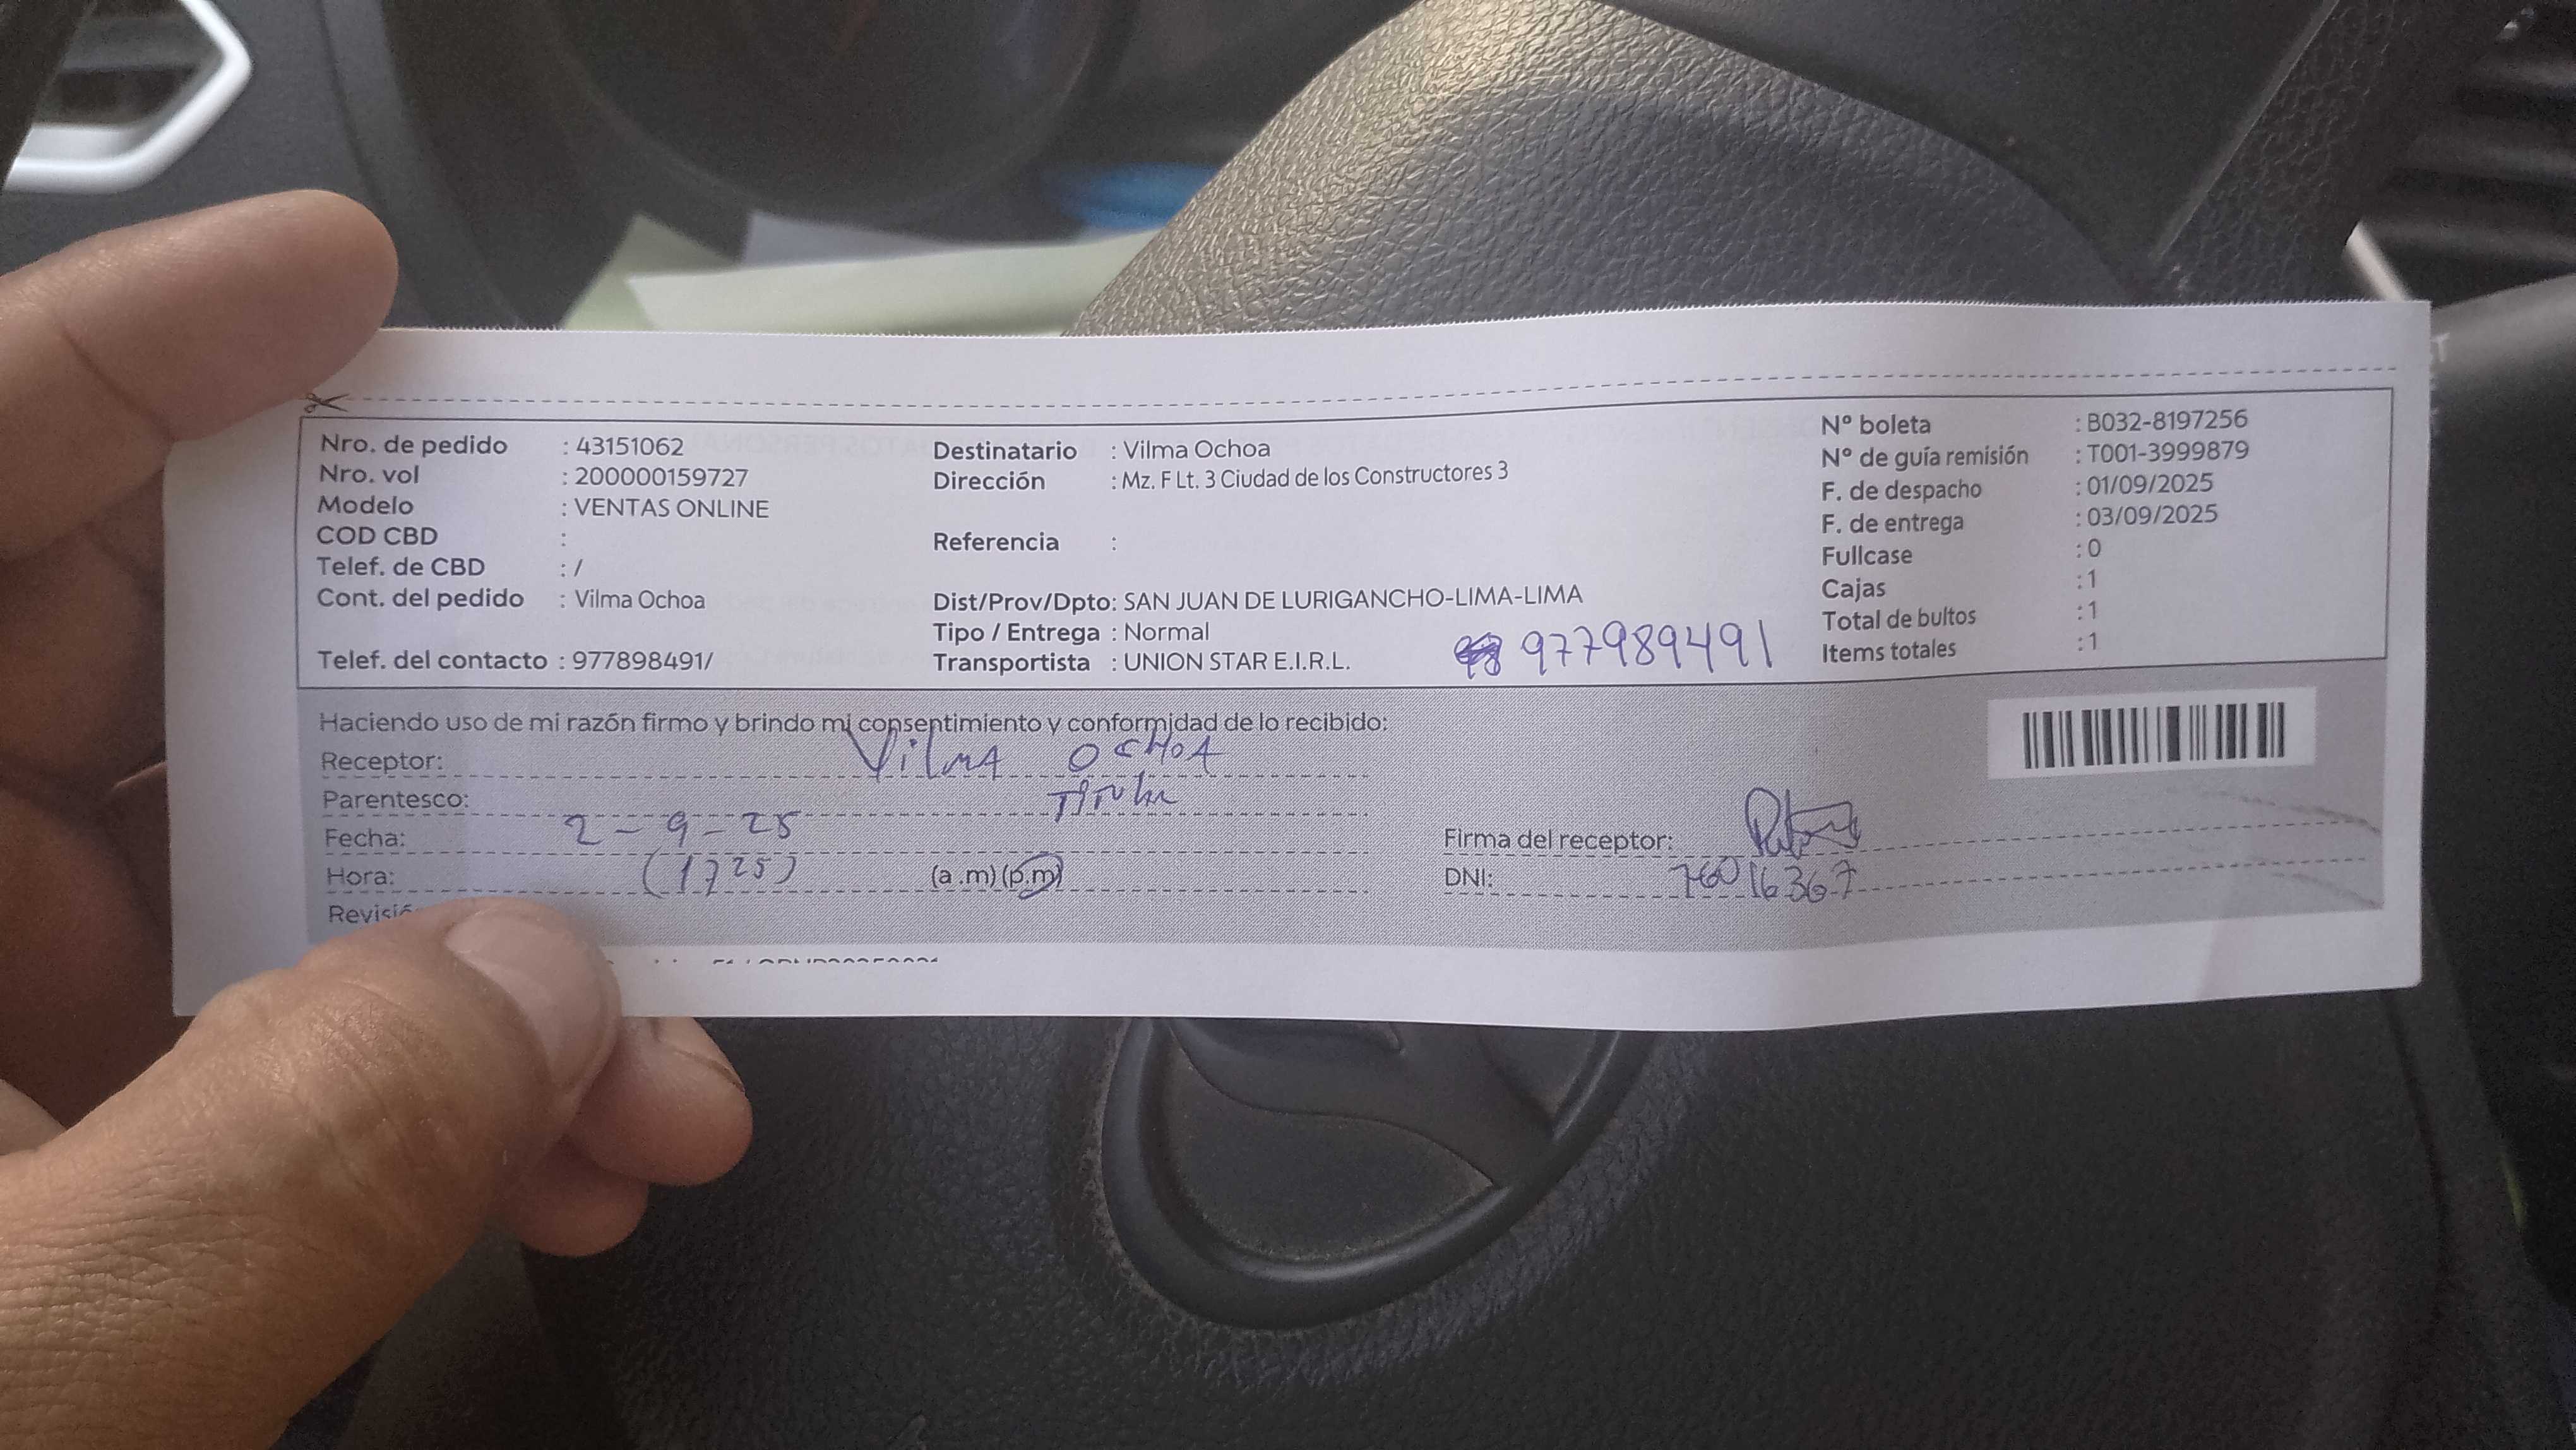 Nro. de pedido : 43151062
Nro. vol : 200000159727
Modelo : VENTAS ONLINE
COD CBD :
Telef. de CBD : /
Cont. del pedido : Vilma Ochoa
Telef. del contacto : 977898491/
Destinatario : Vilma Ochoa
Dirección : Mz. F Lt. 3 Ciudad de los Constructores 3
Referencia :
Dist/Prov/Dpto: SAN JUAN DE LURIGANCHO-LIMA-LIMA
Tipo / Entrega : Normal
Transportista : UNION STAR E.I.R.L.
977989491
Nº boleta : B032-8197256
Nº de guía remisión : T001-3999879
F. de despacho : 01/09/2025
F. de entrega : 03/09/2025
Fullcase : 0
Cajas : 1
Total de bultos : 1
Items totales : 1
Haciendo uso de mi razón firmo y brindo mi consentimiento y conformidad de lo recibido:
Receptor: Vilma OCHOA
Parentesco: Titular
Fecha: 2-9-25
Hora: (1725) (a .m) (p.m)
Firma del receptor:
DNI: 76016367